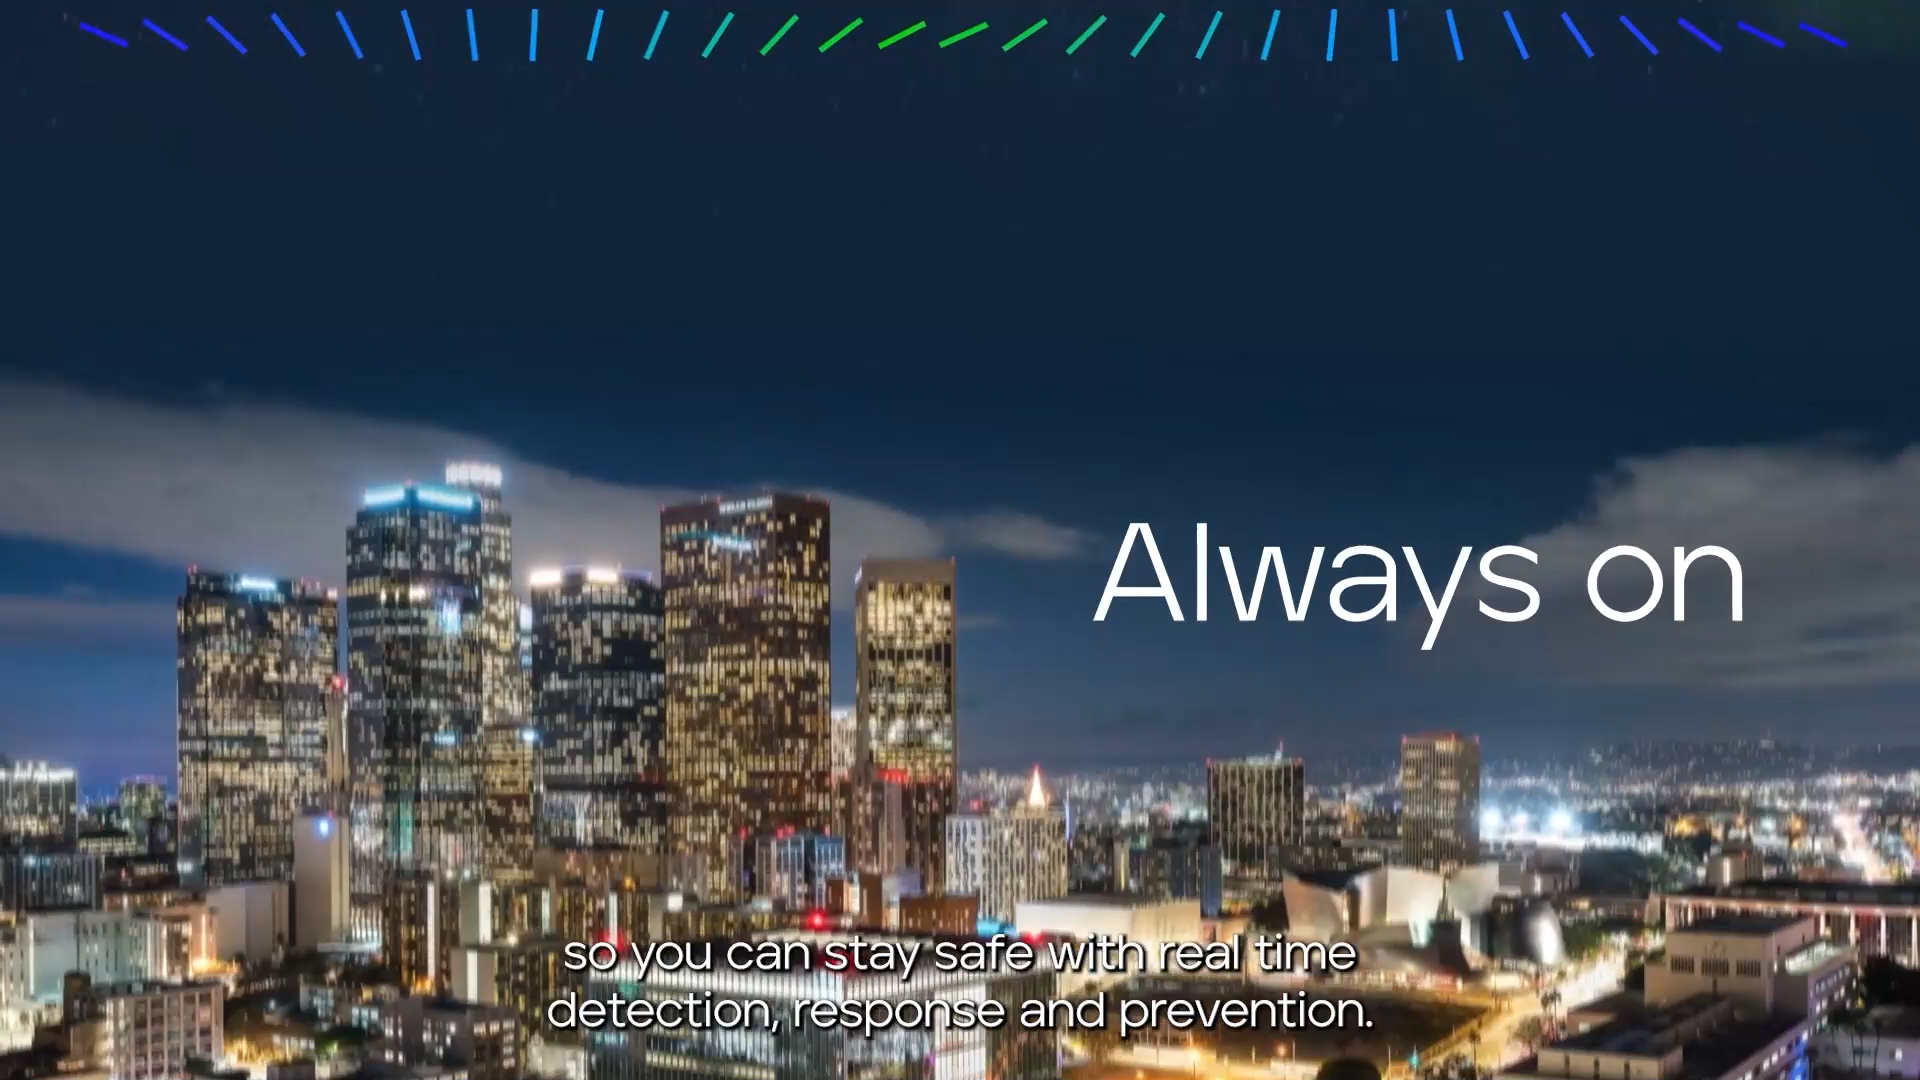 Always on
so you can stay safe with real time
detection, response and prevention.